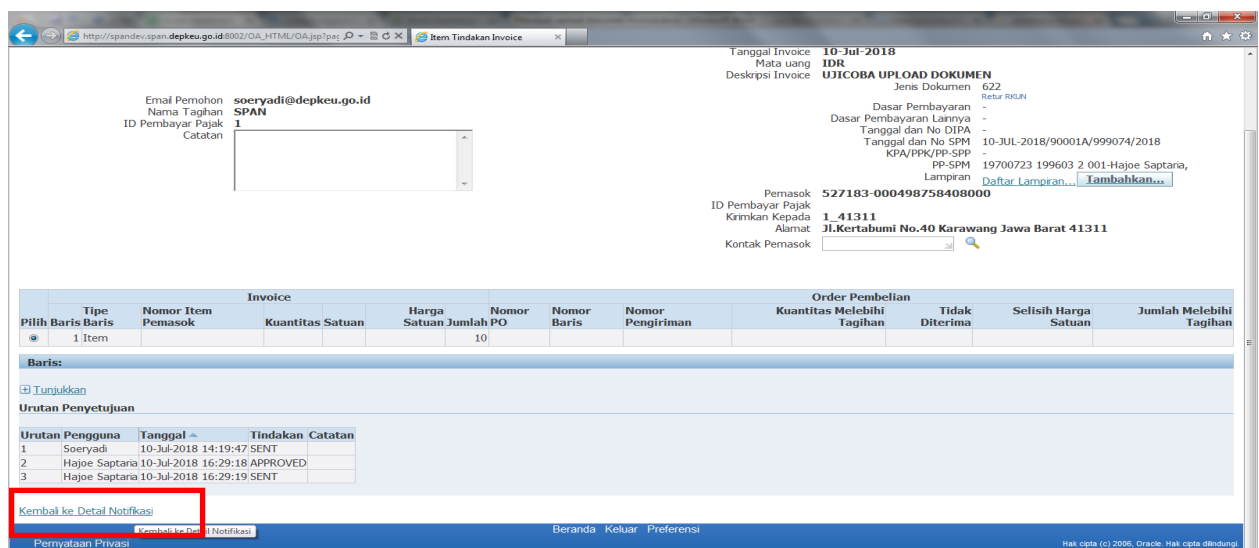 http://spandev.span.depkeu.go.id:8002/OA_HTML/OA.jsp?pag
Item Tindakan Invoice
Tanggal Invoice 10-Jul-2018
Mata uang IDR
Deskripsi Invoice UJICOBA UPLOAD DOKUMEN
Jenis Dokumen 622
Retur RKUN
Email Pemohon soeryadi@depkeu.go.id
Nama Tagihan SPAN
ID Pembayar Pajak 1
Catatan
Dasar Pembayaran -
Dasar Pembayaran Lainnya -
Tanggal dan No DIPA -
Tanggal dan No SPM 10-JUL-2018/90001A/999074/2018
KPA/PPK/PP-SPP -
PP-SPM 19700723 199603 2 001-Hajoe Saptaria,
Lampiran Daftar Lampiran... Tambahkan...
Pemasok 527183-000498758408000
ID Pembayar Pajak
Kirimkan Kepada 1_41311
Alamat Jl.Kertabumi No.40 Karawang Jawa Barat 41311
Kontak Pemasok
Invoice Order Pembelian
Pilih Baris Tipe Baris Nomor Item Pemasok Kuantitas Satuan Harga Satuan Jumlah Nomor PO Nomor Baris Nomor Pengiriman Kuantitas Melebihi Tagihan Tidak Diterima Selisih Harga Satuan Jumlah Melebihi Tagihan
1 Item 10
Baris:
Tunjukkan
Urutan Penyetujuan
Urutan Pengguna Tanggal Tindakan Catatan
1 Soeryadi 10-Jul-2018 14:19:47 SENT
2 Hajoe Saptaria 10-Jul-2018 16:29:18 APPROVED
3 Hajoe Saptaria 10-Jul-2018 16:29:19 SENT
Kembali ke Detail Notifikasi
Kembali ke Detail Notifikasi
Beranda Keluar Preferensi
Pernyataan Privasi
Hak cipta (c) 2006, Oracle. Hak cipta dilindungi.